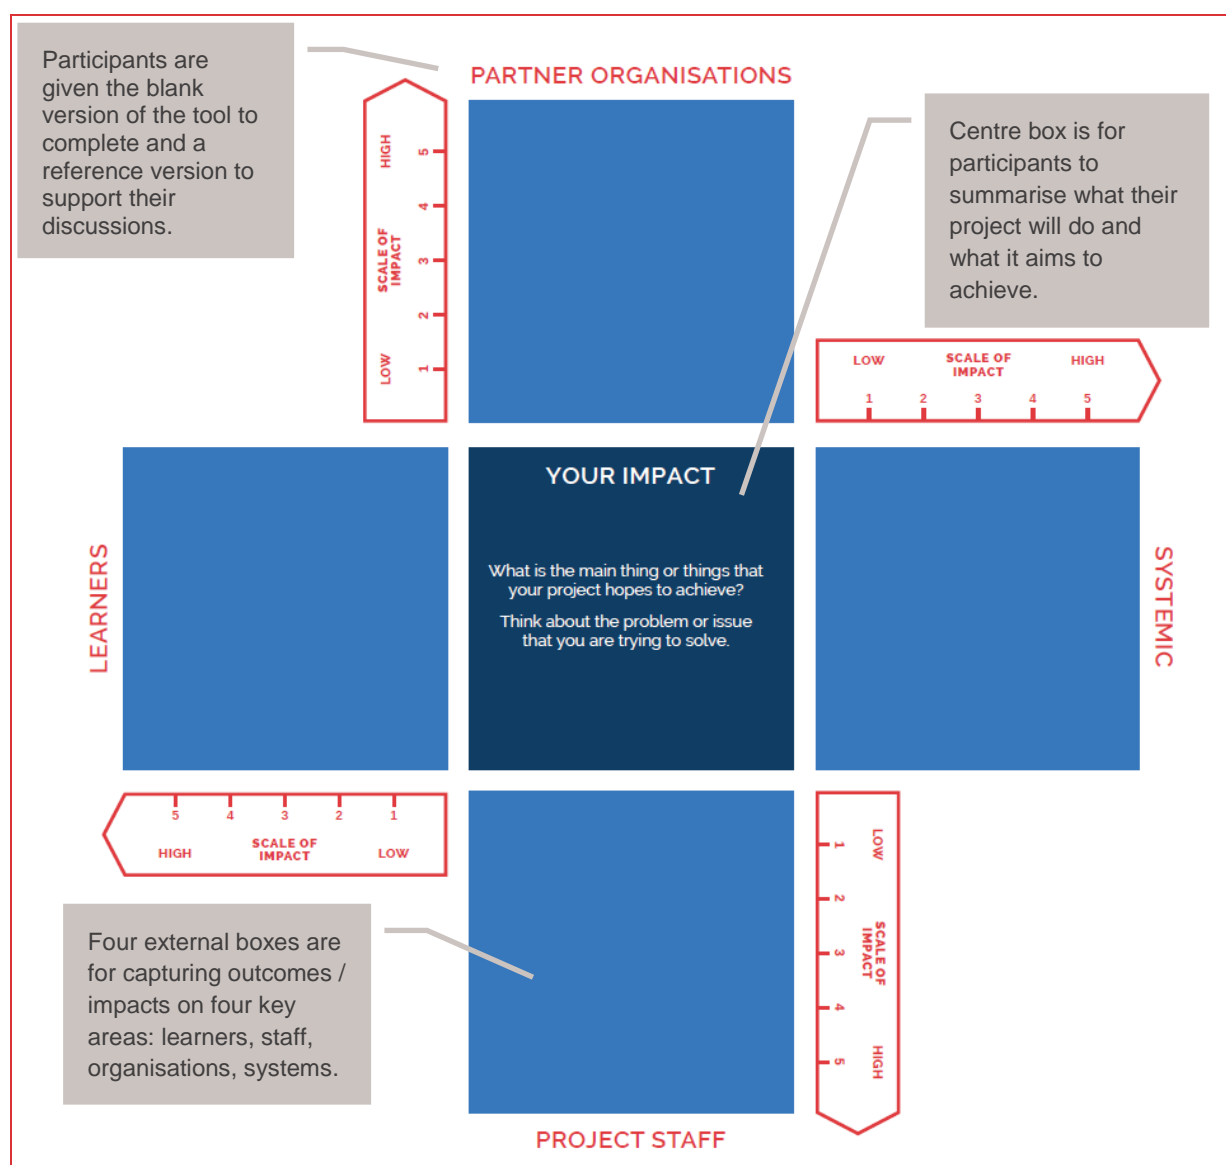 Participants are
given the blank
version of the tool to
complete and a
reference version to
support their
discussions.
PARTNER ORGANISATIONS
HIGH
SCALE OF
IMPACT
LOW
5
4
3
2
1
Centre box is for
participants to
summarise what their
project will do and
what it aims to
achieve.
LOW
SCALE OF
IMPACT
HIGH
1 2 3 4 5
LEARNERS
YOUR IMPACT
What is the main thing or things that
your project hopes to achieve?
Think about the problem or issue
that you are trying to solve.
SYSTEMIC
5 4 3 2 1
HIGH
SCALE OF
IMPACT
LOW
Four external boxes are
for capturing outcomes /
impacts on four key
areas: learners, staff,
organisations, systems.
1
2
3
4
5
LOW
SCALE OF
IMPACT
HIGH
PROJECT STAFF